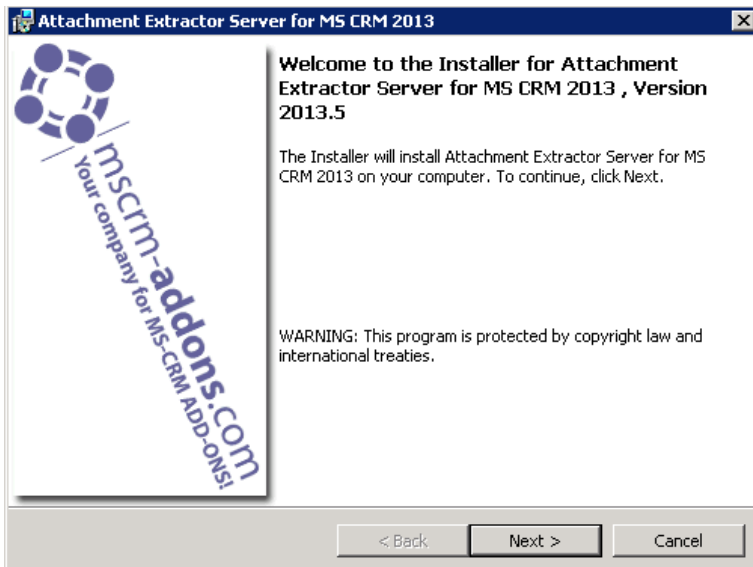 Attachment Extractor Server for MS CRM 2013
Welcome to the Installer for Attachment
Extractor Server for MS CRM 2013 , Version
2013.5
The Installer will install Attachment Extractor Server for MS
CRM 2013 on your computer. To continue, click Next.
WARNING: This program is protected by copyright law and
international treaties.
mscrm-addons.com
Your company for MS-CRM ADD-ONS!
< Back
Next >
Cancel